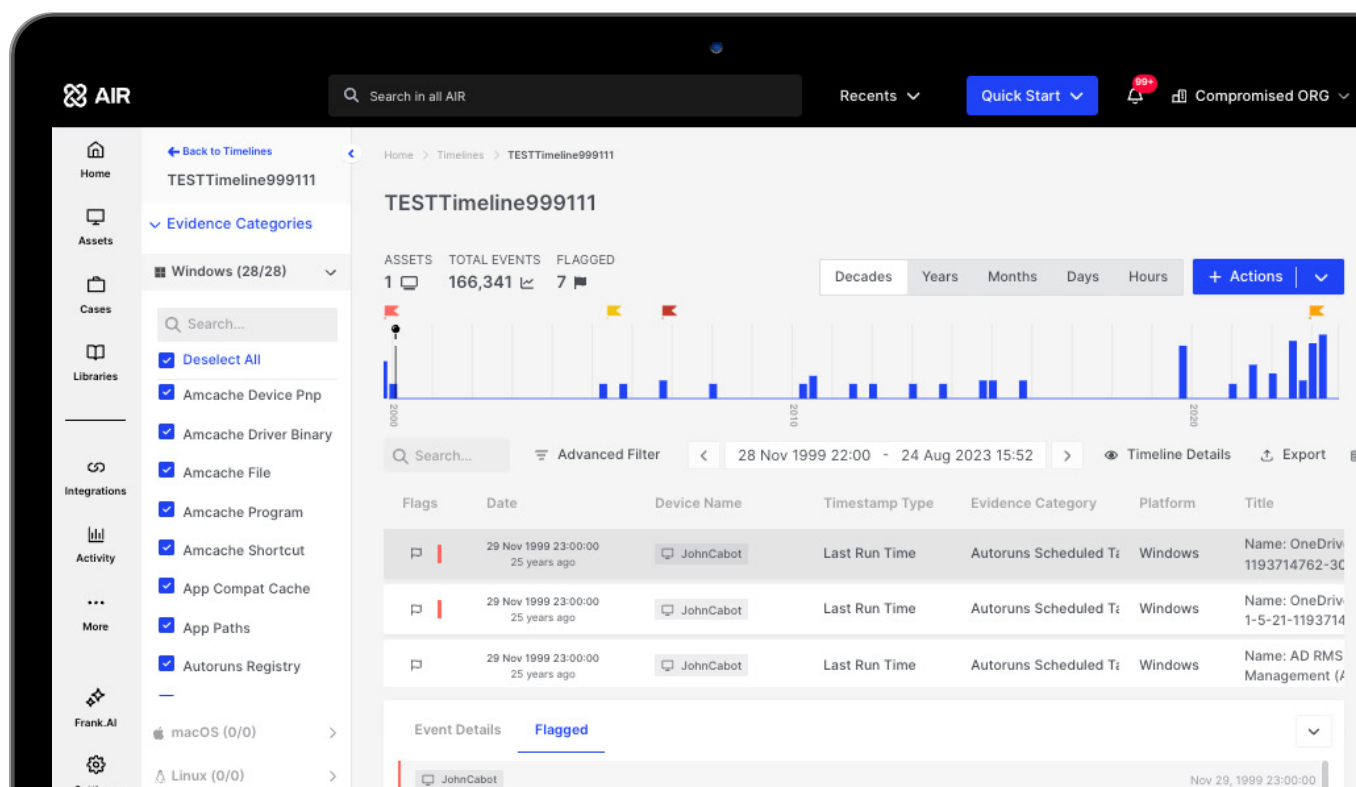 AIR
Search in all AIR
Recents
Quick Start
99+
Compromised ORG
Home
Assets
Cases
Libraries
Integrations
Activity
More
Frank.AI
Back to Timelines
TESTTimeline999111
Evidence Categories
Windows (28/28)
Search...
Deselect All
Amcache Device Pnp
Amcache Driver Binary
Amcache File
Amcache Program
Amcache Shortcut
App Compat Cache
App Paths
Autoruns Registry
macOS (0/0)
Linux (0/0)
Home > Timelines > TESTTimeline999111
TESTTimeline999111
ASSETS TOTAL EVENTS FLAGGED
1 166,341 7
Decades Years Months Days Hours
+ Actions
2000 2010 2020
Search... Advanced Filter < 28 Nov 1999 22:00 - 24 Aug 2023 15:52 > Timeline Details Export
Flags Date Device Name Timestamp Type Evidence Category Platform Title
29 Nov 1999 23:00:00 JohnCabot Last Run Time Autoruns Scheduled Ta Windows Name: OneDriv
25 years ago 1193714762-30
29 Nov 1999 23:00:00 JohnCabot Last Run Time Autoruns Scheduled Ta Windows Name: OneDriv
25 years ago 1-5-21-1193714
29 Nov 1999 23:00:00 JohnCabot Last Run Time Autoruns Scheduled Ta Windows Name: AD RMS
25 years ago Management (A
Event Details Flagged
JohnCabot Nov 29, 1999 23:00:00